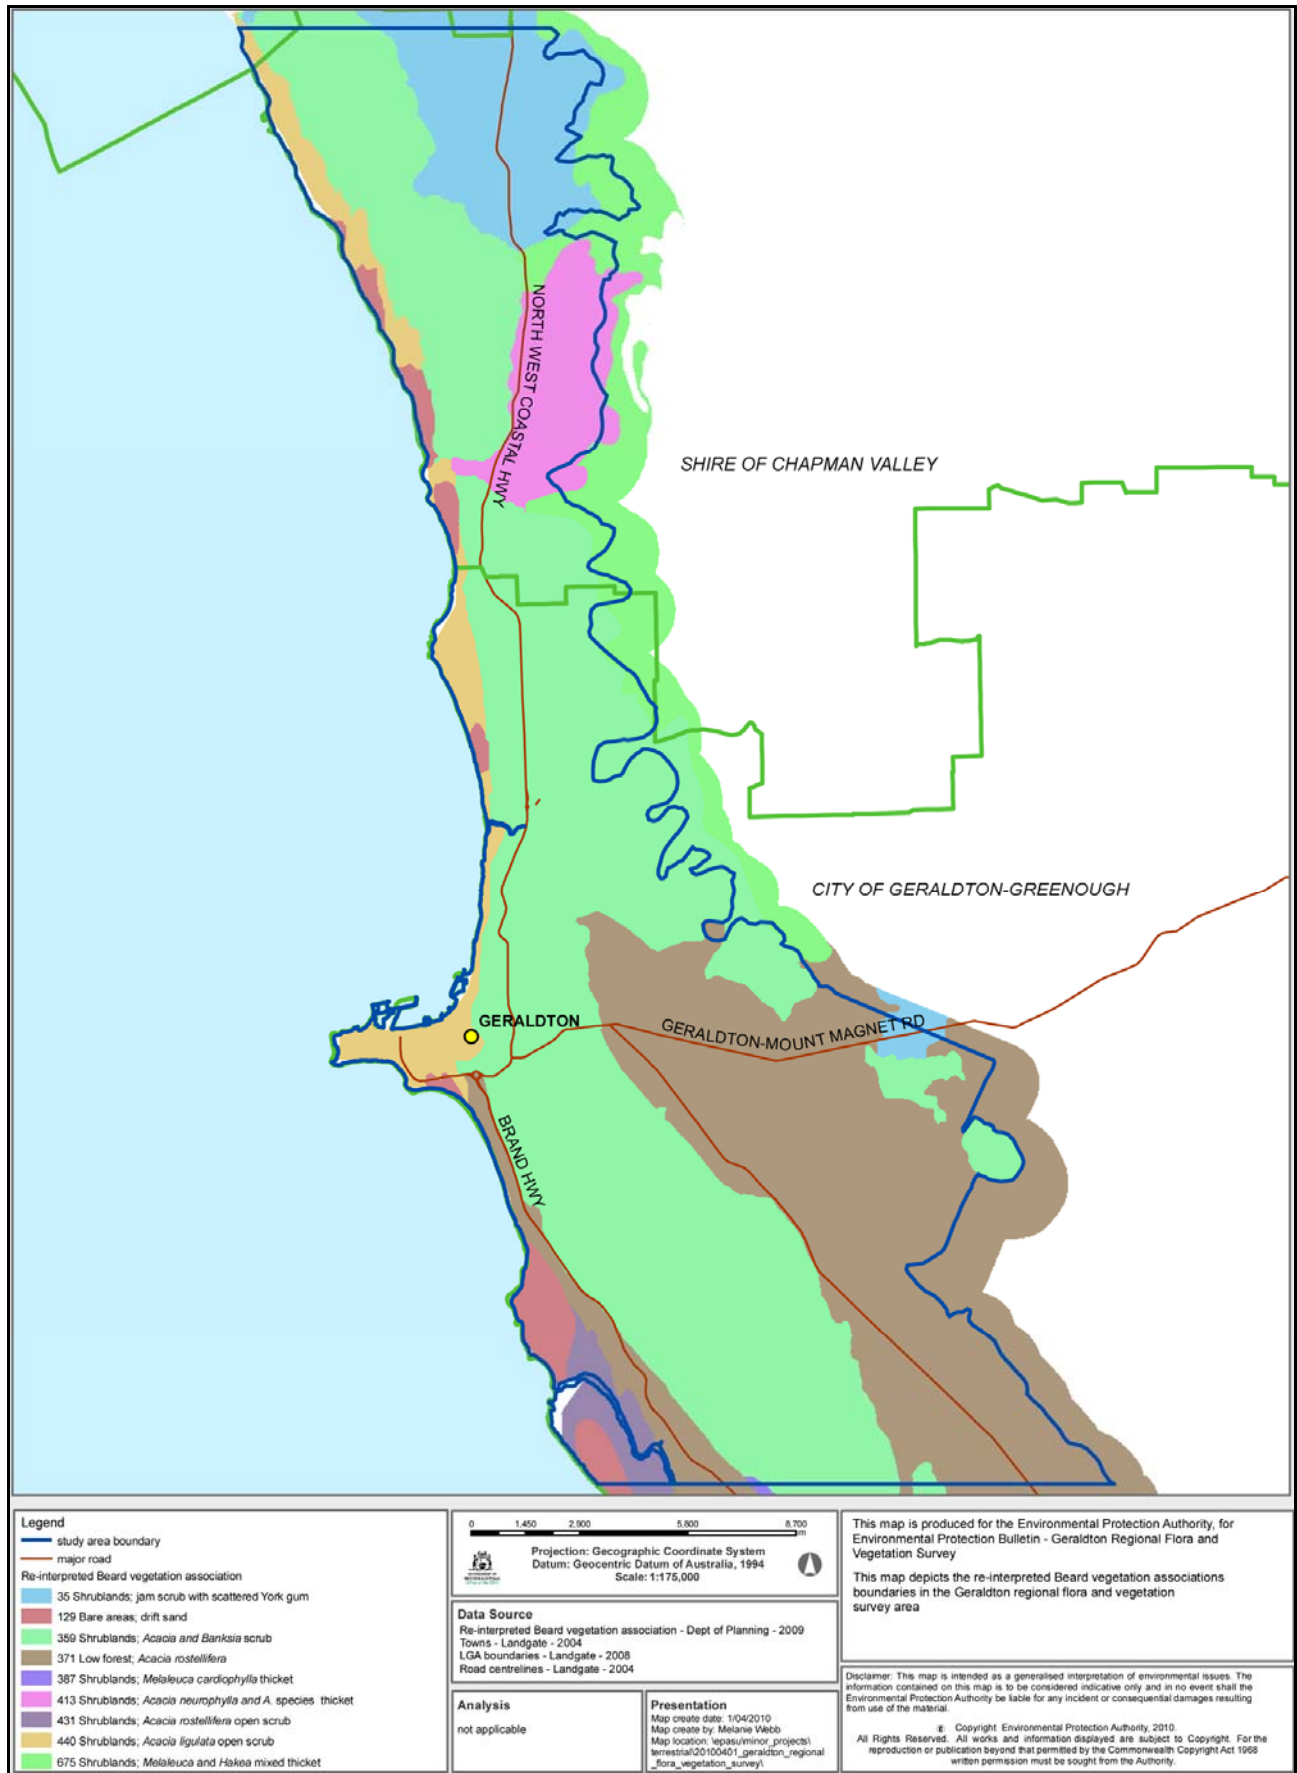 NORTH WEST COASTAL HWY
SHIRE OF CHAPMAN VALLEY
CITY OF GERALDTON-GREENOUGH
GERALDTON
GERALDTON-MOUNT MAGNET RD
BRAND HWY
Legend
study area boundary
major road
Re-interpreted Beard vegetation association
35 Shrublands; jam scrub with scattered York gum
129 Bare areas; drift sand
359 Shrublands; Acacia and Banksia scrub
371 Low forest; Acacia rostellifera
387 Shrublands; Melaleuca cardiophylla thicket
413 Shrublands; Acacia neurophylla and A. species thicket
431 Shrublands; Acacia rostellifera open scrub
440 Shrublands; Acacia ligulata open scrub
675 Shrublands; Melaleuca and Hakea mixed thicket
0 1,450 2,900 5,800 8,700
m
Projection: Geographic Coordinate System
Datum: Geocentric Datum of Australia, 1994
Scale: 1:175,000
Data Source
Re-interpreted Beard vegetation association - Dept of Planning - 2009
Towns - Landgate - 2004
LGA boundaries - Landgate - 2008
Road centrelines - Landgate - 2004
Analysis
not applicable
Presentation
Map create date: 1/04/2010
Map create by: Melanie Webb
Map location: \epasu\minor_projects\
terrestrial\20100401_geraldton_regional
_flora_vegetation_survey\
This map is produced for the Environmental Protection Authority, for
Environmental Protection Bulletin - Geraldton Regional Flora and
Vegetation Survey
This map depicts the re-interpreted Beard vegetation associations
boundaries in the Geraldton regional flora and vegetation
survey area
Disclaimer: This map is intended as a generalised interpretation of environmental issues. The
information contained on this map is to be considered indicative only and in no event shall the
Environmental Protection Authority be liable for any incident or consequential damages resulting
from use of the material.
© Copyright Environmental Protection Authority, 2010.
All Rights Reserved. All works and information displayed are subject to Copyright. For the
reproduction or publication beyond that permitted by the Commonwealth Copyright Act 1968
written permission must be sought from the Authority.